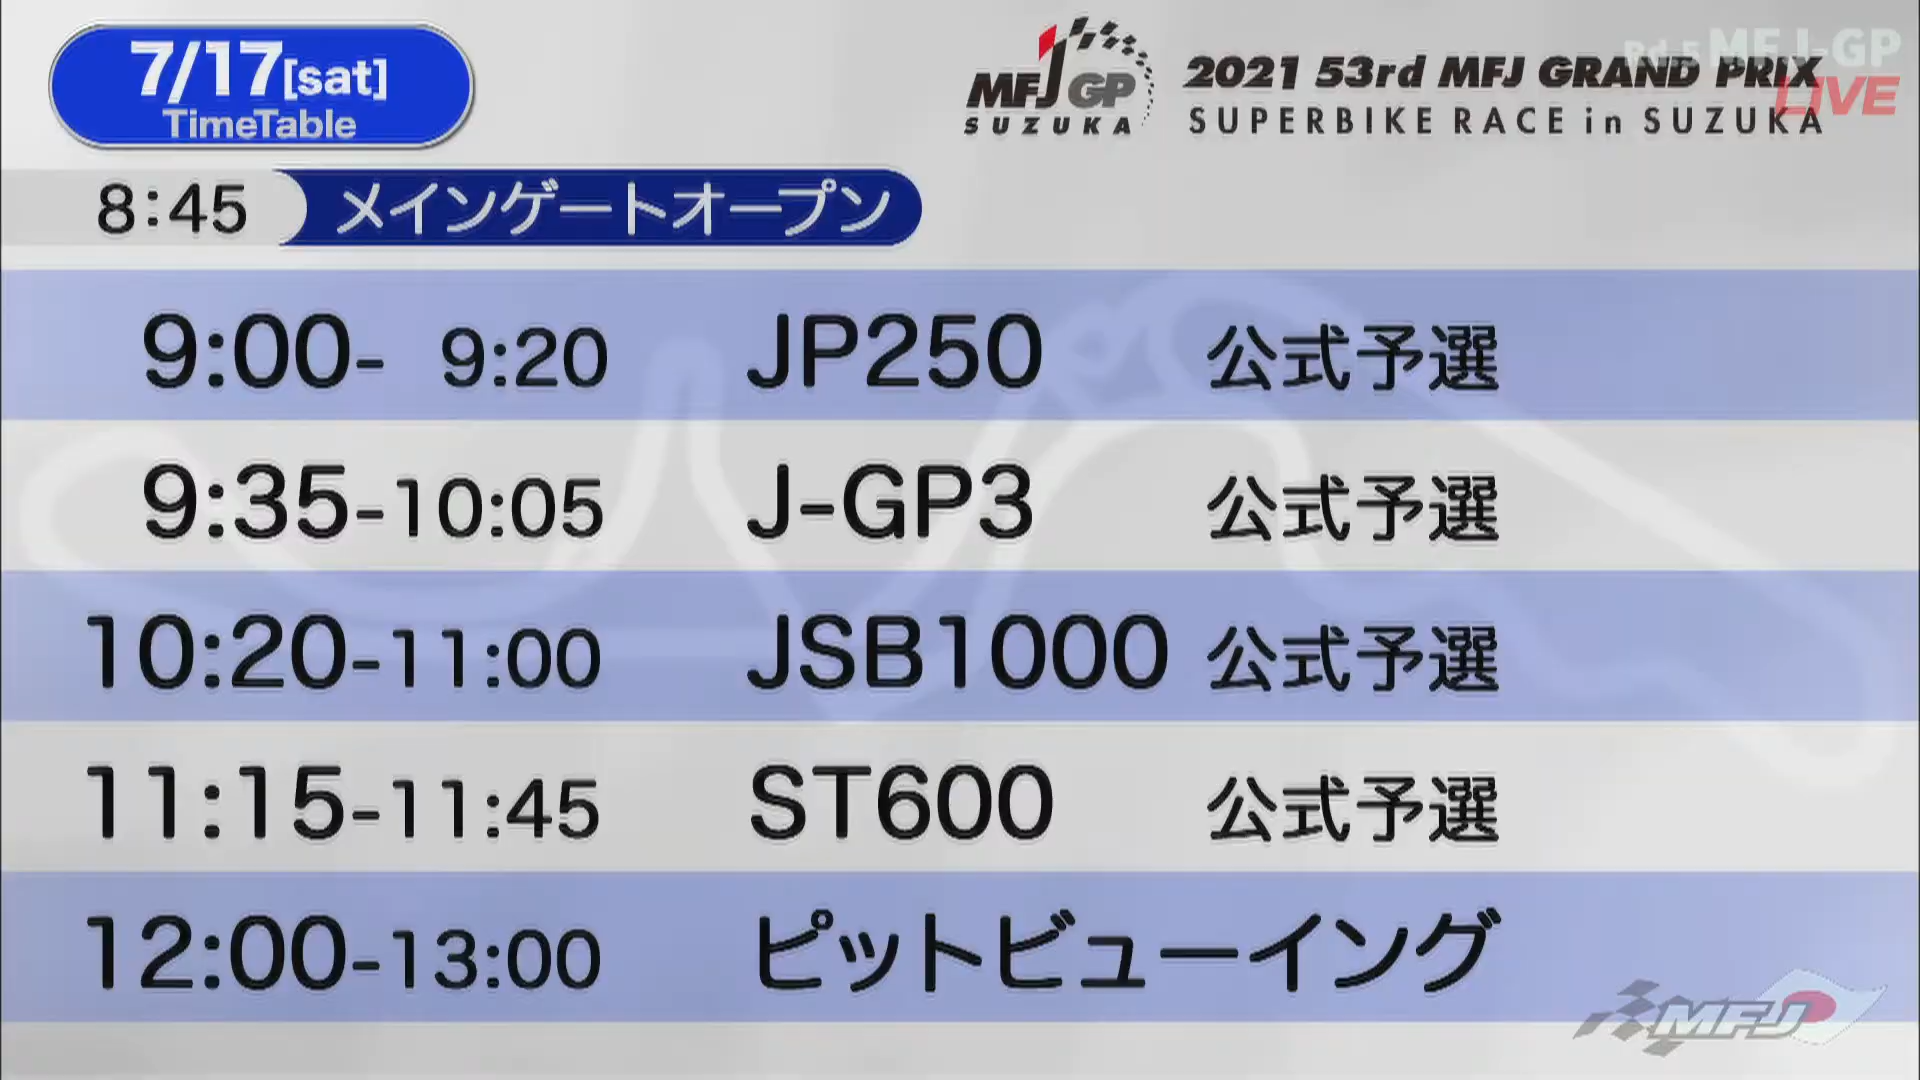 7/17[sat]
TimeTable
MFJ GP
SUZUKA
2021 53rd MFJ GRAND PRIX
SUPERBIKE RACE in SUZUKA
Rd.5 MFJ-GP
LIVE
8:45 メインゲートオープン
9:00- 9:20 JP250 公式予選
9:35-10:05 J-GP3 公式予選
10:20-11:00 JSB1000 公式予選
11:15-11:45 ST600 公式予選
12:00-13:00 ピットビューイング
MFJ